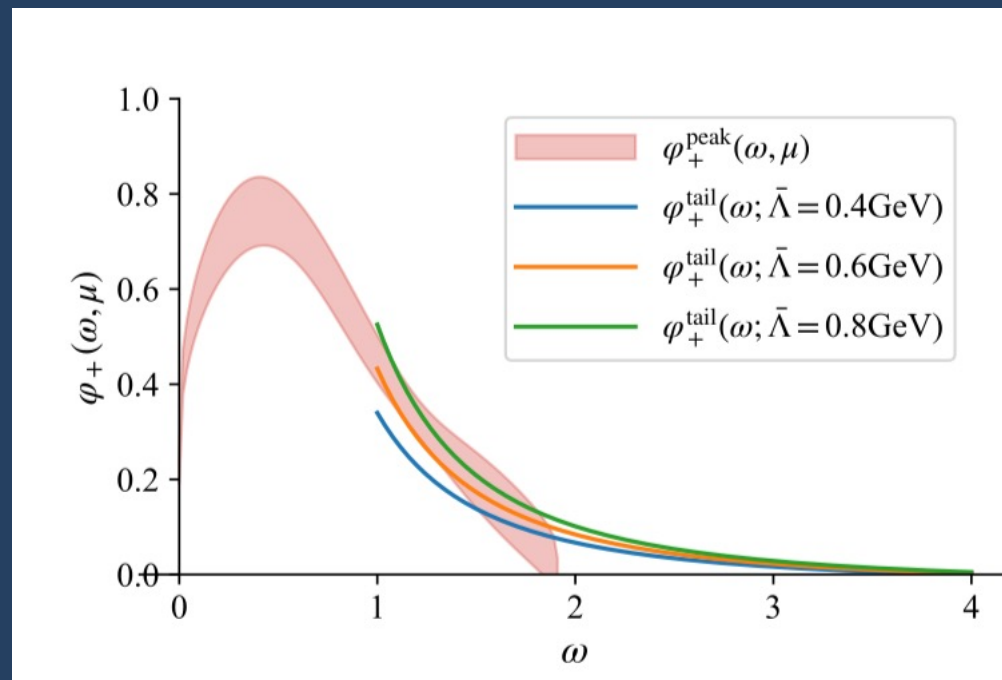 1.0
0.8
0.6
0.4
0.2
0.0
0
1
2
3
4
φ₊(ω, μ)
ω
φ₊^peak(ω, μ)
φ₊^tail(ω; Λ̄ = 0.4GeV)
φ₊^tail(ω; Λ̄ = 0.6GeV)
φ₊^tail(ω; Λ̄ = 0.8GeV)